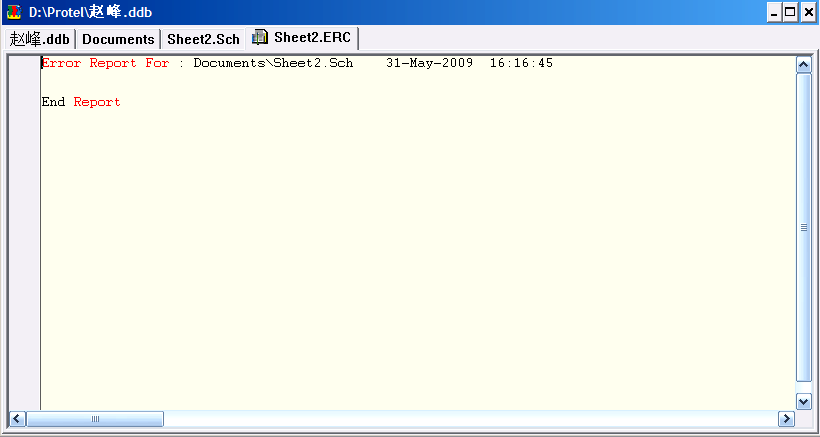 D:\Protel\赵峰.ddb
赵峰.ddb Documents Sheet2.Sch Sheet2.ERC
Error Report For : Documents\Sheet2.Sch 31-May-2009 16:16:45
End Report